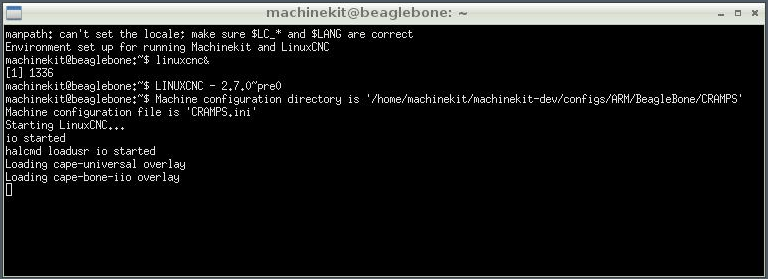 machinekit@beaglebone: ~
manpath: can't set the locale; make sure $LC_* and $LANG are correct
Environment set up for running Machinekit and LinuxCNC
machinekit@beaglebone:~$ linuxcnc&
[1] 1336
machinekit@beaglebone:~$ LINUXCNC - 2.7.0~pre0
machinekit@beaglebone:~$ Machine configuration directory is '/home/machinekit/machinekit-dev/configs/ARM/BeagleBone/CRAMPS'
Machine configuration file is 'CRAMPS.ini'
Starting LinuxCNC...
io started
halcmd loadusr io started
Loading cape-universal overlay
Loading cape-bone-iio overlay